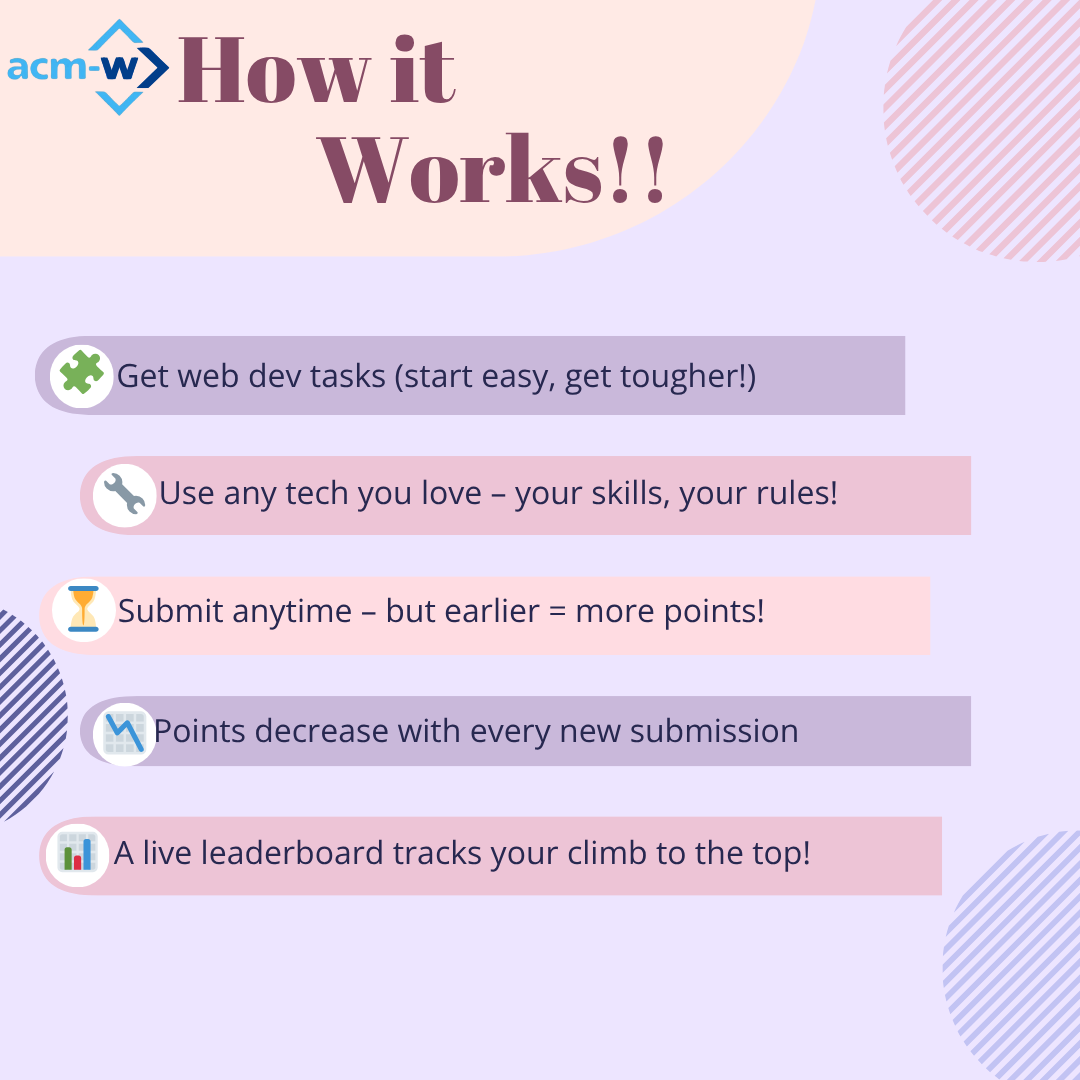 acm-w
How it
Works!!
Get web dev tasks (start easy, get tougher!)
Use any tech you love – your skills, your rules!
Submit anytime – but earlier = more points!
Points decrease with every new submission
A live leaderboard tracks your climb to the top!